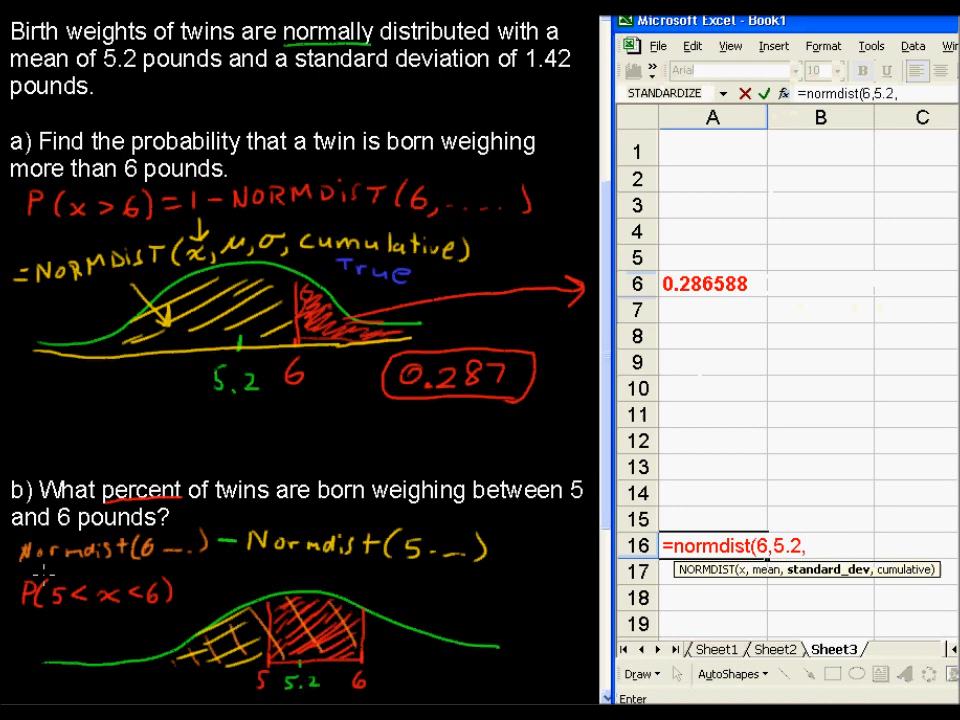 Birth weights of twins are normally distributed with a
mean of 5.2 pounds and a standard deviation of 1.42
pounds.
a) Find the probability that a twin is born weighing
more than 6 pounds.
P(x>6)=1-NORMDIST(6,....)
=NORMDIST(x,μ,σ,cumulative)
True
5.2
6
0.287
b) What percent of twins are born weighing between 5
and 6 pounds?
Normdist(6....) - Normdist(5...)
P(5<x<6)
5
5.2
6
Microsoft Excel - Book1
File Edit View Insert Format Tools Data
Arial 10 B U
STANDARDIZE =normdist(6,5.2,
A B C
1
2
3
4
5
6 0.286588
7
8
9
10
11
12
13
14
15
16 =normdist(6,5.2,
17 NORMDIST(x, mean, standard_dev, cumulative)
18
19
Sheet1 Sheet2 Sheet3
Draw AutoShapes
Enter